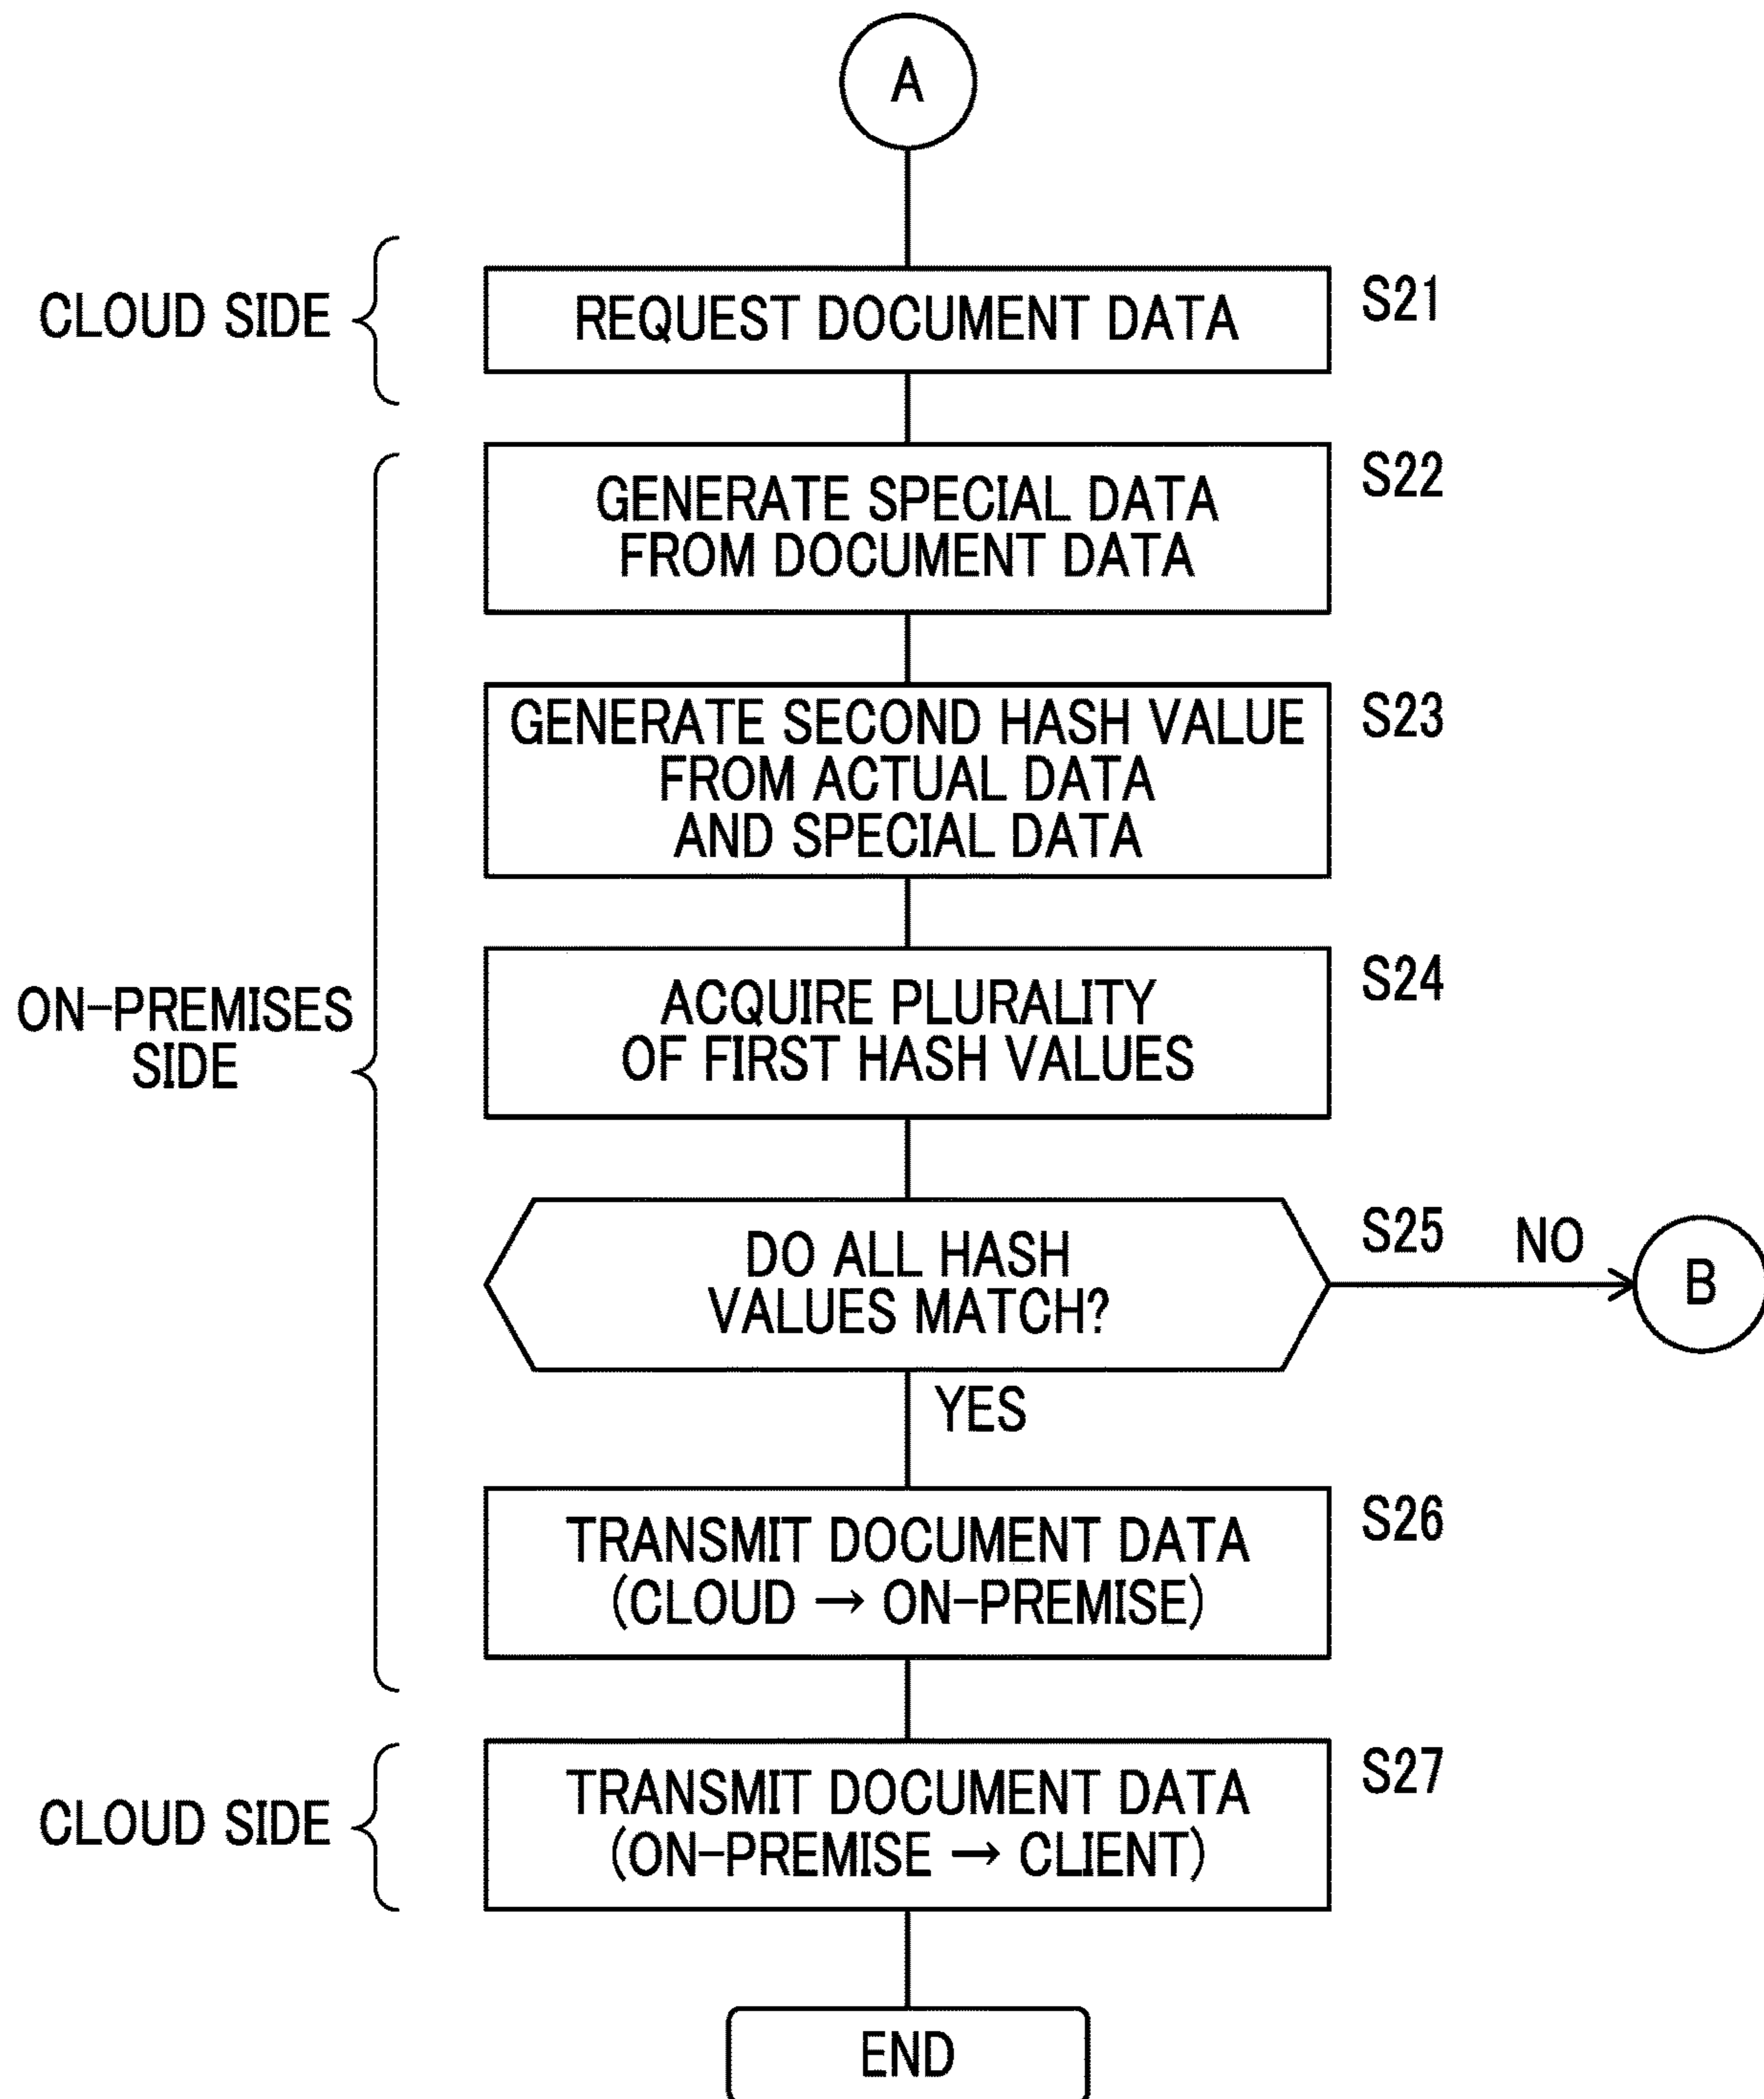 A
CLOUD SIDE
REQUEST DOCUMENT DATA
S21
GENERATE SPECIAL DATA
FROM DOCUMENT DATA
S22
GENERATE SECOND HASH VALUE
FROM ACTUAL DATA
AND SPECIAL DATA
S23
ON-PREMISES
SIDE
ACQUIRE PLURALITY
OF FIRST HASH VALUES
S24
DO ALL HASH
VALUES MATCH?
S25
NO
B
YES
TRANSMIT DOCUMENT DATA
(CLOUD → ON-PREMISE)
S26
CLOUD SIDE
TRANSMIT DOCUMENT DATA
(ON-PREMISE → CLIENT)
S27
END